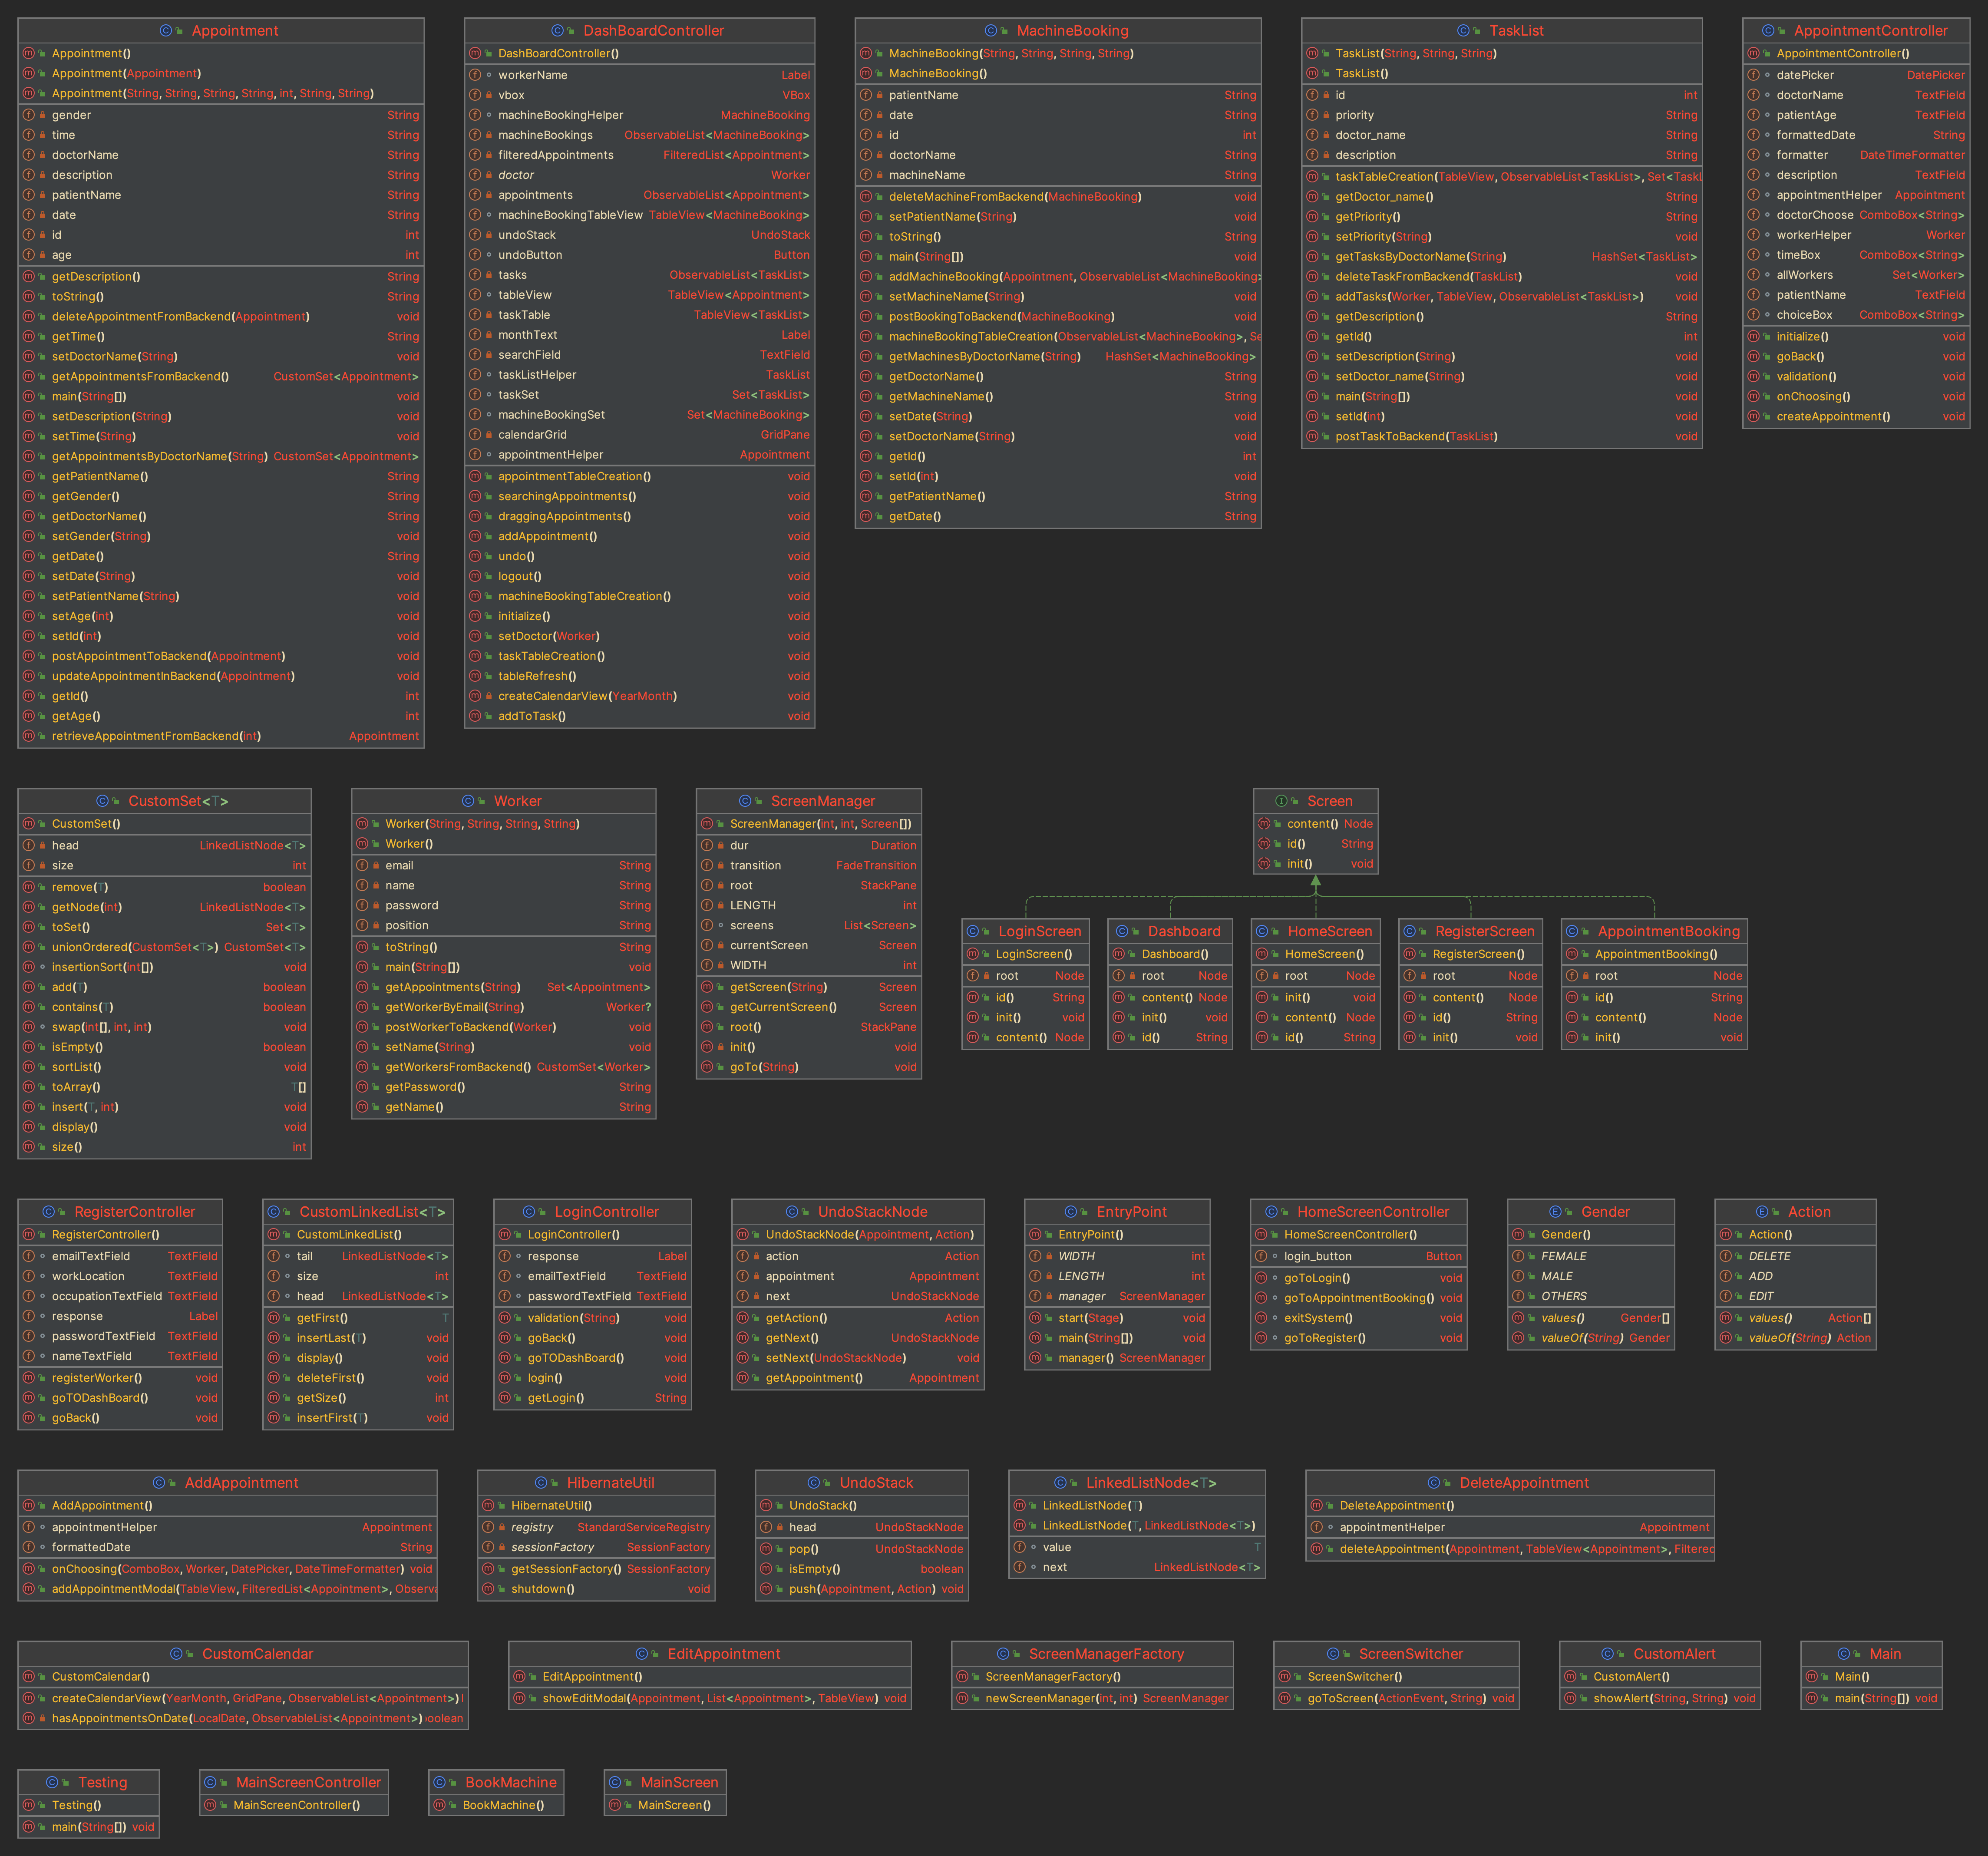 Appointment
Appointment()
Appointment(Appointment)
Appointment(String, String, String, String, int, String, String)
gender String
time String
doctorName String
description String
patientName String
date String
id int
age int
getDescription() String
toString() String
deleteAppointmentFromBackend(Appointment) void
getTime() String
setDoctorName(String) void
getAppointmentsFromBackend() CustomSet<Appointment>
main(String[]) void
setDescription(String) void
setTime(String) void
getAppointmentsByDoctorName(String) CustomSet<Appointment>
getPatientName() String
getGender() String
getDoctorName() String
setGender(String) void
getDate() String
setDate(String) void
setPatientName(String) void
setAge(int) void
setId(int) void
postAppointmentToBackend(Appointment) void
updateAppointmentInBackend(Appointment) void
getId() int
getAge() int
retrieveAppointmentFromBackend(int) Appointment
DashBoardController
DashBoardController()
workerName Label
vbox VBox
machineBookingHelper MachineBooking
machineBookings ObservableList<MachineBooking>
filteredAppointments FilteredList<Appointment>
doctor Worker
appointments ObservableList<Appointment>
machineBookingTableView TableView<MachineBooking>
undoStack UndoStack
undoButton Button
tasks ObservableList<TaskList>
tableView TableView<Appointment>
taskTable TableView<TaskList>
monthText Label
searchField TextField
taskListHelper TaskList
taskSet Set<TaskList>
machineBookingSet Set<MachineBooking>
calendarGrid GridPane
appointmentHelper Appointment
appointmentTableCreation() void
searchingAppointments() void
draggingAppointments() void
addAppointment() void
undo() void
logout() void
machineBookingTableCreation() void
initialize() void
setDoctor(Worker) void
taskTableCreation() void
tableRefresh() void
createCalendarView(YearMonth) void
addToTask() void
MachineBooking
MachineBooking(String, String, String, String)
MachineBooking()
patientName String
date String
id int
doctorName String
machineName String
deleteMachineFromBackend(MachineBooking) void
setPatientName(String) void
toString() String
main(String[]) void
addMachineBooking(Appointment, ObservableList<MachineBooking>
setMachineName(String) void
postBookingToBackend(MachineBooking) void
machineBookingTableCreation(ObservableList<MachineBooking>, Se
getMachinesByDoctorName(String) HashSet<MachineBooking>
getDoctorName() String
getMachineName() String
setDate(String) void
setDoctorName(String) void
getId() int
setId(int) void
getPatientName() String
getDate() String
TaskList
TaskList(String, String, String)
TaskList()
id int
priority String
doctor_name String
description String
taskTableCreation(TableView, ObservableList<TaskList>, Set<TaskL
getDoctor_name() String
getPriority() String
setPriority(String) void
getTasksByDoctorName(String) HashSet<TaskList>
deleteTaskFromBackend(TaskList) void
addTasks(Worker, TableView, ObservableList<TaskList>) void
getDescription() String
getId() int
setDescription(String) void
setDoctor_name(String) void
main(String[]) void
setId(int) void
postTaskToBackend(TaskList) void
AppointmentController
AppointmentController()
datePicker DatePicker
doctorName TextField
patientAge TextField
formattedDate String
formatter DateTimeFormatter
description TextField
appointmentHelper Appointment
doctorChoose ComboBox<String>
workerHelper Worker
timeBox ComboBox<String>
allWorkers Set<Worker>
patientName TextField
choiceBox ComboBox<String>
initialize() void
goBack() void
validation() void
onChoosing() void
createAppointment() void
CustomSet<T>
CustomSet()
head LinkedListNode<T>
size int
remove(T) boolean
getNode(int) LinkedListNode<T>
toSet() Set<T>
unionOrdered(CustomSet<T>) CustomSet<T>
insertionSort(int[]) void
add(T) boolean
contains(T) boolean
swap(int[], int, int) void
isEmpty() boolean
sortList() void
toArray() T[]
insert(T, int) void
display() void
size() int
Worker
Worker(String, String, String, String)
Worker()
email String
name String
password String
position String
toString() String
main(String[]) void
getAppointments(String) Set<Appointment>
getWorkerByEmail(String) Worker?
postWorkerToBackend(Worker) void
setName(String) void
getWorkersFromBackend() CustomSet<Worker>
getPassword() String
getName() String
ScreenManager
ScreenManager(int, int, Screen[])
dur Duration
transition FadeTransition
root StackPane
LENGTH int
screens List<Screen>
currentScreen Screen
WIDTH int
getScreen(String) Screen
getCurrentScreen() Screen
root() StackPane
init() void
goTo(String) void
Screen
content() Node
id() String
init() void
LoginScreen
LoginScreen()
root Node
id() String
init() void
content() Node
Dashboard
Dashboard()
root Node
content() Node
init() void
id() String
HomeScreen
HomeScreen()
root Node
init() void
content() Node
id() String
RegisterScreen
RegisterScreen()
root Node
content() Node
id() String
init() void
AppointmentBooking
AppointmentBooking()
root Node
id() String
content() Node
init() void
RegisterController
RegisterController()
emailTextField TextField
workLocation TextField
occupationTextField TextField
response Label
passwordTextField TextField
nameTextField TextField
registerWorker() void
goTODashBoard() void
goBack() void
CustomLinkedList<T>
CustomLinkedList()
tail LinkedListNode<T>
size int
head LinkedListNode<T>
getFirst() T
insertLast(T) void
display() void
deleteFirst() void
getSize() int
insertFirst(T) void
LoginController
LoginController()
response Label
emailTextField TextField
passwordTextField TextField
validation(String) void
goBack() void
goTODashBoard() void
login() void
getLogin() String
UndoStackNode
UndoStackNode(Appointment, Action)
action Action
appointment Appointment
next UndoStackNode
getAction() Action
getNext() UndoStackNode
setNext(UndoStackNode) void
getAppointment() Appointment
EntryPoint
EntryPoint()
WIDTH int
LENGTH int
manager ScreenManager
start(Stage) void
main(String[]) void
manager() ScreenManager
HomeScreenController
HomeScreenController()
login_button Button
goToLogin() void
goToAppointmentBooking() void
exitSystem() void
goToRegister() void
Gender
Gender()
FEMALE
MALE
OTHERS
values() Gender[]
valueOf(String) Gender
Action
Action()
DELETE
ADD
EDIT
values() Action[]
valueOf(String) Action
AddAppointment
AddAppointment()
appointmentHelper Appointment
formattedDate String
onChoosing(ComboBox, Worker, DatePicker, DateTimeFormatter) void
addAppointmentModal(TableView, FilteredList<Appointment>, Observa
HibernateUtil
HibernateUtil()
registry StandardServiceRegistry
sessionFactory SessionFactory
getSessionFactory() SessionFactory
shutdown() void
UndoStack
UndoStack()
head UndoStackNode
pop() UndoStackNode
isEmpty() boolean
push(Appointment, Action) void
LinkedListNode<T>
LinkedListNode(T)
LinkedListNode(T, LinkedListNode<T>)
value T
next LinkedListNode<T>
DeleteAppointment
DeleteAppointment()
appointmentHelper Appointment
deleteAppointment(Appointment, TableView<Appointment>, Filtered
CustomCalendar
CustomCalendar()
createCalendarView(YearMonth, GridPane, ObservableList<Appointment>)
hasAppointmentsOnDate(LocalDate, ObservableList<Appointment>) boolean
EditAppointment
EditAppointment()
showEditModal(Appointment, List<Appointment>, TableView) void
ScreenManagerFactory
ScreenManagerFactory()
newScreenManager(int, int) ScreenManager
ScreenSwitcher
ScreenSwitcher()
goToScreen(ActionEvent, String) void
CustomAlert
CustomAlert()
showAlert(String, String) void
Main
Main()
main(String[]) void
Testing
Testing()
main(String[]) void
MainScreenController
MainScreenController()
BookMachine
BookMachine()
MainScreen
MainScreen()